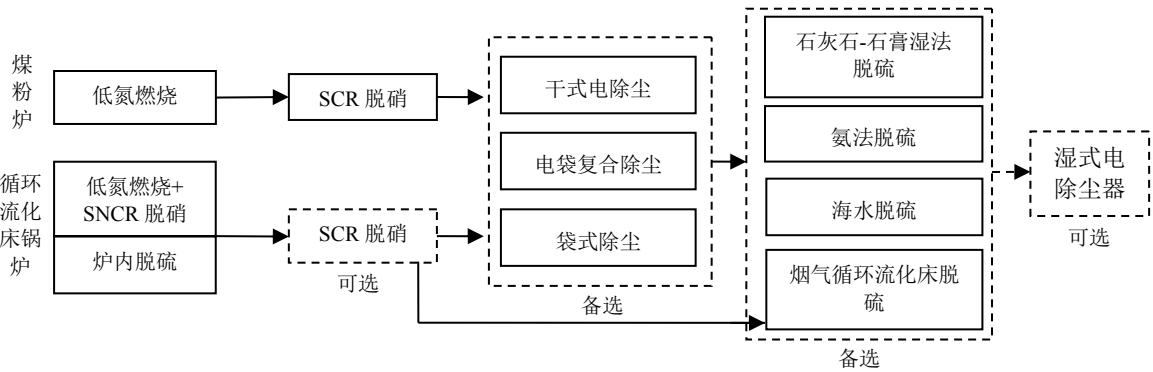 煤
粉
炉
低氮燃烧
SCR 脱硝
循环
流化
床锅
炉
低氮燃烧+
SNCR 脱硝
炉内脱硫
SCR 脱硝
可选
干式电除尘
电袋复合除尘
袋式除尘
备选
石灰石-石膏湿法
脱硫
氨法脱硫
海水脱硫
烟气循环流化床脱
硫
备选
湿式电
除尘器
可选